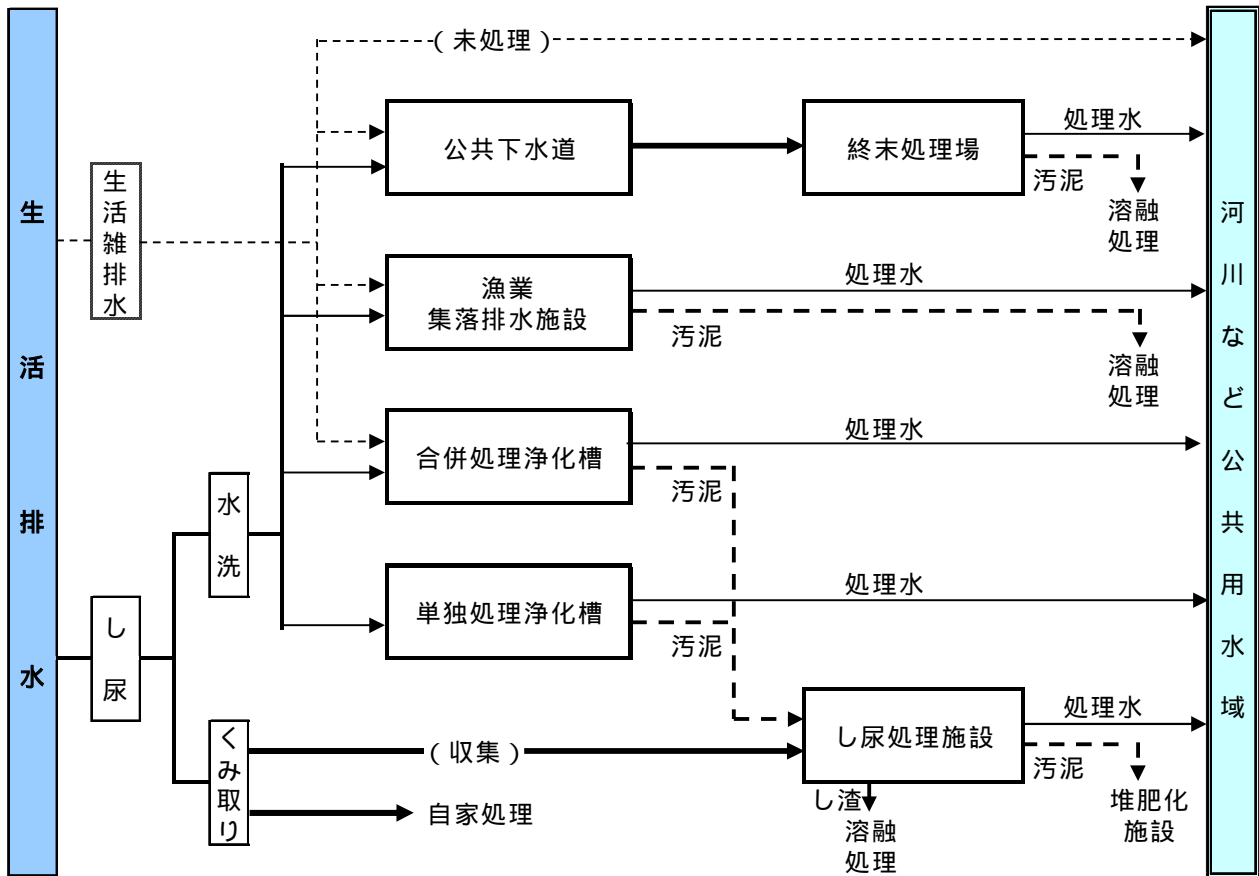 生活排水
(未処理)
公共下水道
終末処理場
処理水
汚泥
溶融
処理
生活雑排水
漁業
集落排水施設
処理水
汚泥
溶融
処理
合併処理浄化槽
処理水
汚泥
水洗
単独処理浄化槽
処理水
汚泥
し尿
くみ取り
(収集)
自家処理
し尿処理施設
処理水
汚泥
堆肥化
施設
し渣
溶融
処理
河川など公共用水域